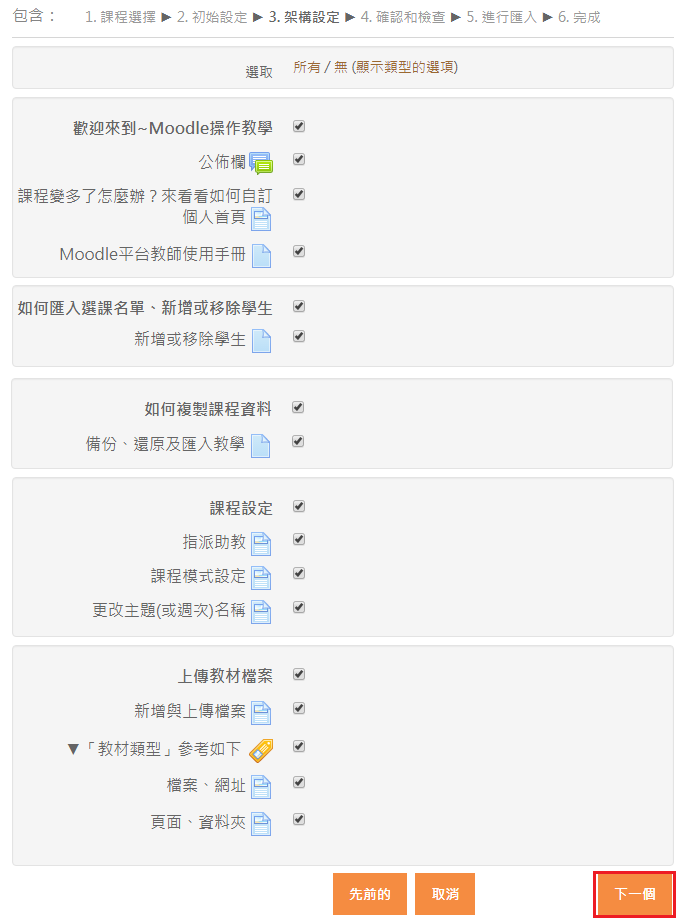 包含： 1. 課程選擇 ► 2. 初始設定 ► 3. 架構設定 ► 4. 確認和檢查 ► 5. 進行匯入 ► 6. 完成
選取 所有 / 無 (顯示類型的選項)
歡迎來到~Moodle操作教學
公佈欄
課程變多了怎麼辦？來看看如何自訂
個人首頁
Moodle平台教師使用手冊
如何匯入選課名單、新增或移除學生
新增或移除學生
如何複製課程資料
備份、還原及匯入教學
課程設定
指派助教
課程模式設定
更改主題(或週次)名稱
上傳教材檔案
新增與上傳檔案
▼「教材類型」參考如下
檔案、網址
頁面、資料夾
先前的 取消 下一個